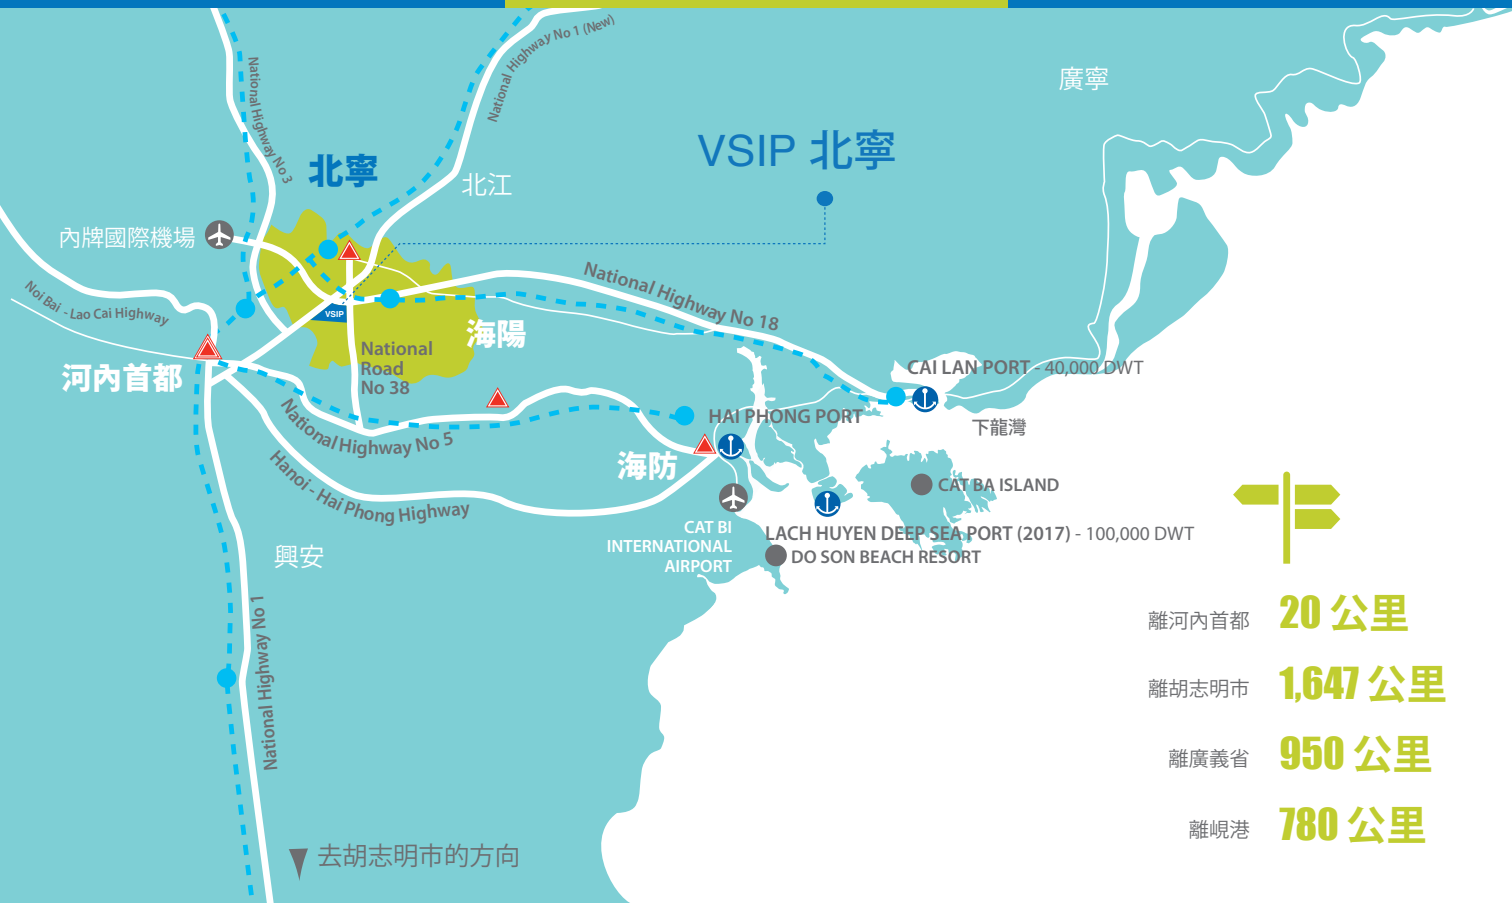 National Highway No 1 (New)
National Highway No 3
廣寧
VSIP 北寧
北寧
北江
內牌國際機場
Noi Bai - Lao Cai Highway
National Highway No 18
VSIP
海陽
National
Road
No 38
河內首都
CAI LAN PORT - 40,000 DWT
HAI PHONG PORT
下龍灣
National Highway No 5
海防
Hanoi - Hai Phong Highway
CAT BA ISLAND
CAT BI
INTERNATIONAL
AIRPORT
LACH HUYEN DEEP SEA PORT (2017) - 100,000 DWT
DO SON BEACH RESORT
興安
National Highway No 1
離河內首都 20 公里
離胡志明市 1,647 公里
離廣義省 950 公里
離峴港 780 公里
去胡志明市的方向